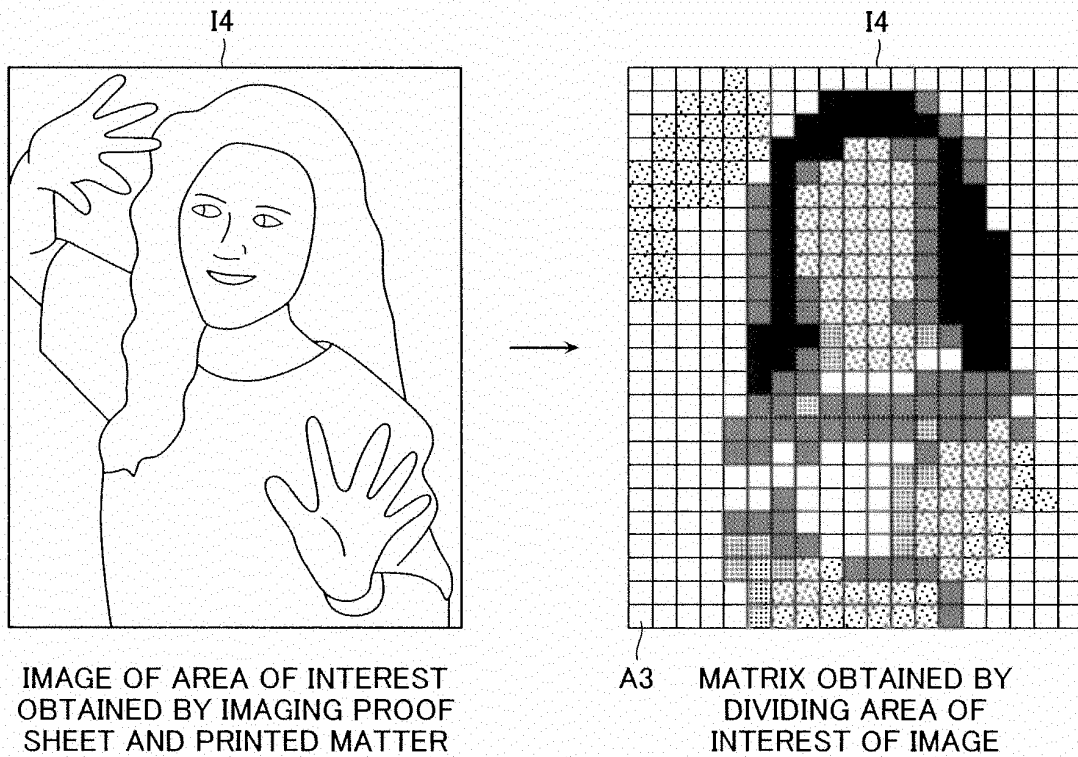 I4
I4
IMAGE OF AREA OF INTEREST
OBTAINED BY IMAGING PROOF
SHEET AND PRINTED MATTER
A3
MATRIX OBTAINED BY
DIVIDING AREA OF
INTEREST OF IMAGE